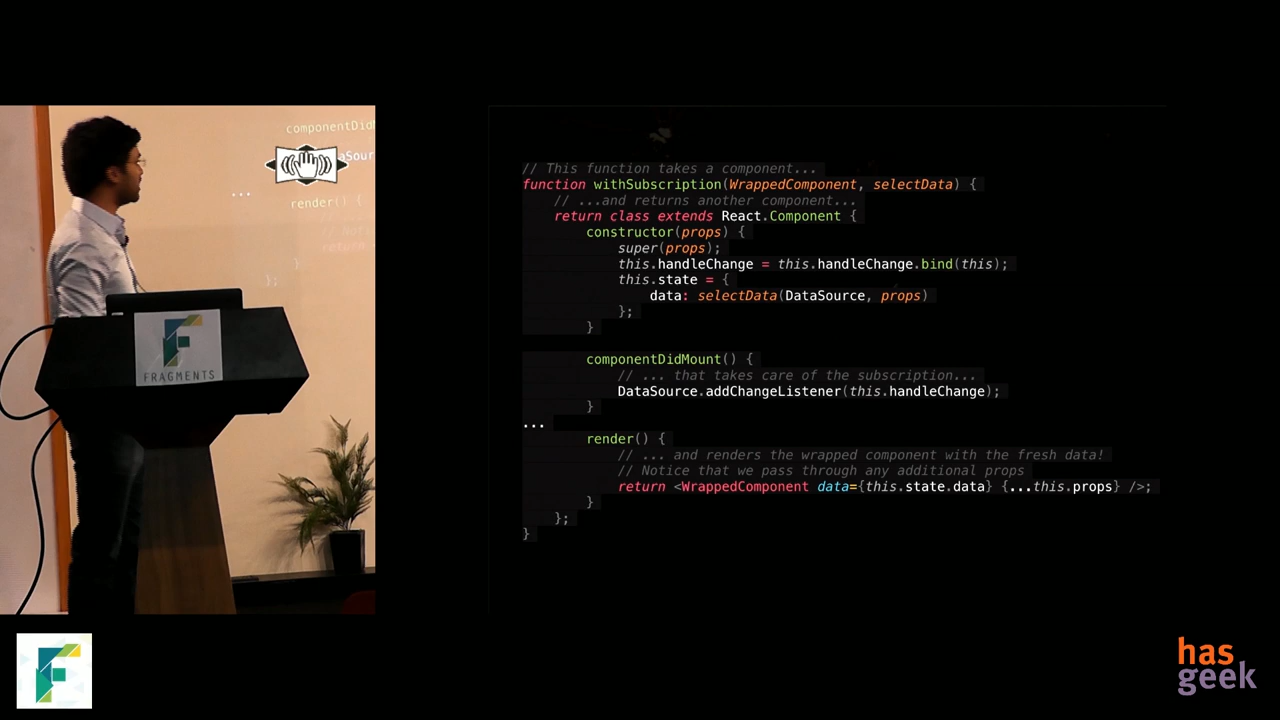 componentDid
aSour
...
render() {
}
};
FRAGMENTS
// This function takes a component...
function withSubscription(WrappedComponent, selectData) {
// ...and returns another component...
return class extends React.Component {
constructor(props) {
super(props);
this.handleChange = this.handleChange.bind(this);
this.state = {
data: selectData(DataSource, props)
};
}
componentDidMount() {
// ... that takes care of the subscription...
DataSource.addChangeListener(this.handleChange);
}
...
render() {
// ... and renders the wrapped component with the fresh data!
// Notice that we pass through any additional props
return <WrappedComponent data={this.state.data} {...this.props} />;
}
};
}
has
geek